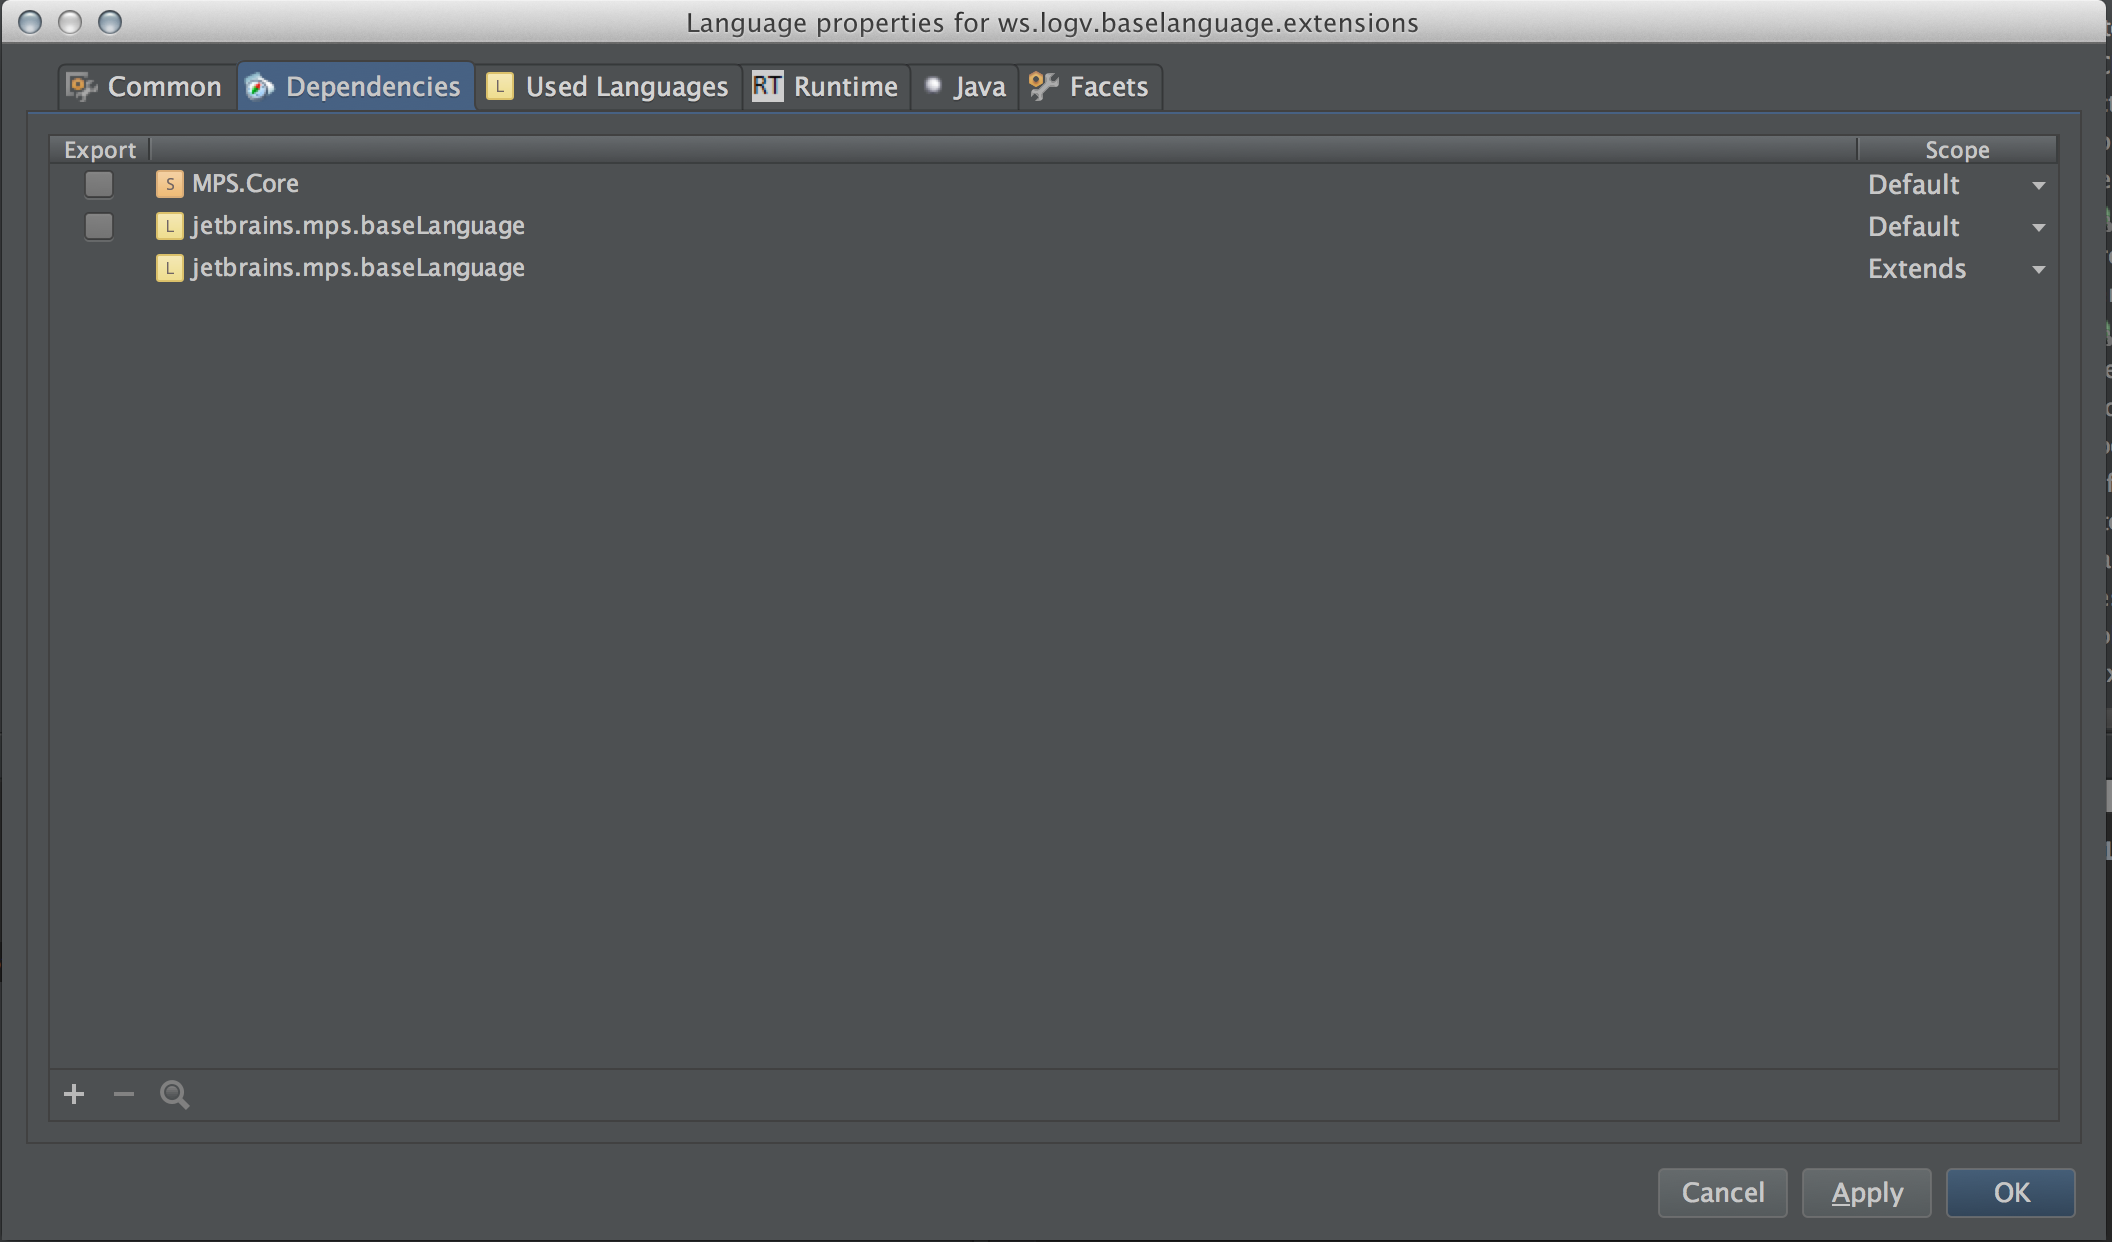 Language properties for ws.logv.baselanguage.extensions
Common Dependencies L Used Languages RT Runtime Java Facets
Export Scope
S MPS.Core Default
L jetbrains.mps.baseLanguage Default
L jetbrains.mps.baseLanguage Extends
Cancel Apply OK